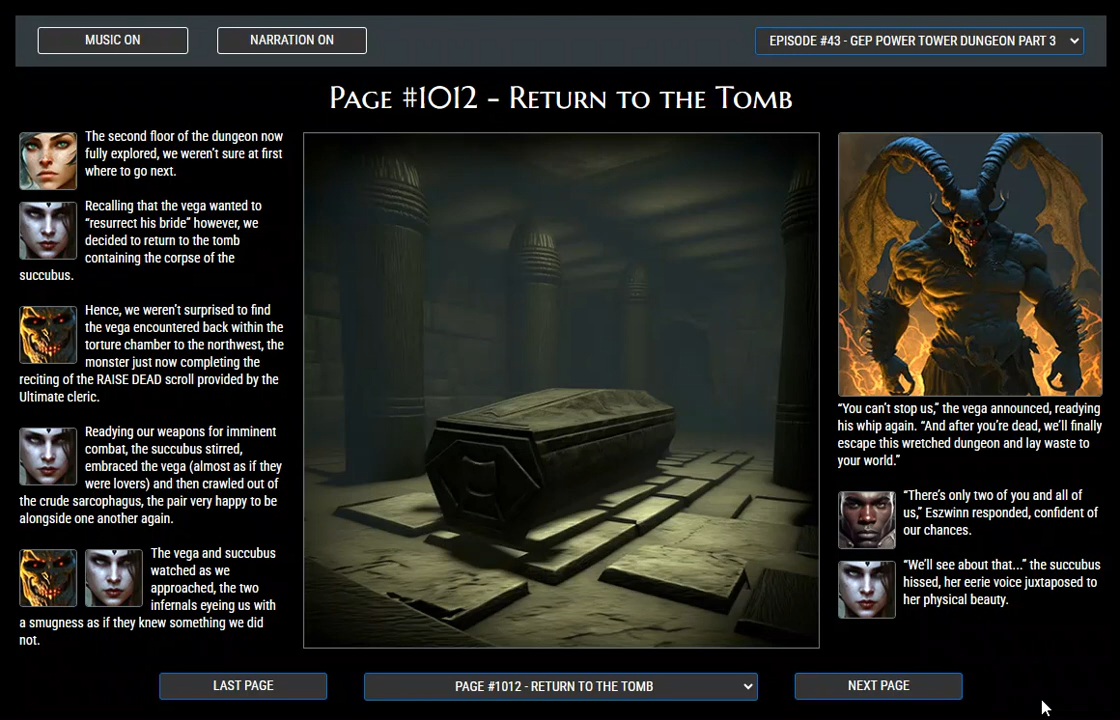 MUSIC ON
NARRATION ON
EPISODE #43 - GEP POWER TOWER DUNGEON PART 3
Page #1012 - Return to the Tomb
The second floor of the dungeon now
fully explored, we weren't sure at first
where to go next.
Recalling that the vega wanted to
“resurrect his bride” however, we
decided to return to the tomb
containing the corpse of the
succubus.
Hence, we weren't surprised to find
the vega encountered back within the
torture chamber to the northwest, the
monster just now completing the
reciting of the RAISE DEAD scroll provided by the
Ultimate cleric.
Readying our weapons for imminent
combat, the succubus stirred,
embraced the vega (almost as if they
were lovers) and then crawled out of
the crude sarcophagus, the pair very happy to be
alongside one another again.
The vega and succubus
watched as we
approached, the two
infernals eyeing us with
a smugness as if they knew something we did
not.
“You can't stop us,” the vega announced, readying
his whip again. “And after you're dead, we'll finally
escape this wretched dungeon and lay waste to
your world.”
“There's only two of you and all of
us,” Eszwinn responded, confident of
our chances.
“We'll see about that...” the succubus
hissed, her eerie voice juxtaposed to
her physical beauty.
LAST PAGE
PAGE #1012 - RETURN TO THE TOMB
NEXT PAGE